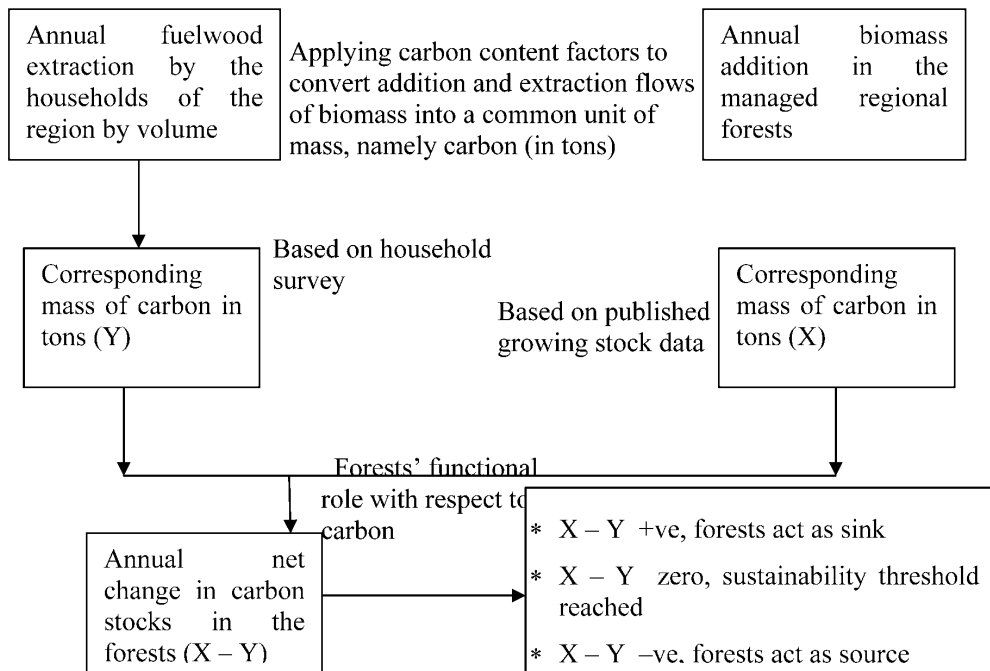 Annual fuelwood
extraction by the
households of the
region by volume
Applying carbon content factors to
convert addition and extraction flows
of biomass into a common unit of
mass, namely carbon (in tons)
Annual biomass
addition in the
managed regional
forests
Corresponding
mass of carbon in
tons (Y)
Based on household
survey
Based on published
growing stock data
Corresponding
mass of carbon in
tons (X)
Forests’ functional
role with respect to
carbon
Annual net
change in carbon
stocks in the
forests (X – Y)
* X – Y +ve, forests act as sink
* X – Y zero, sustainability threshold
reached
* X – Y –ve, forests act as source